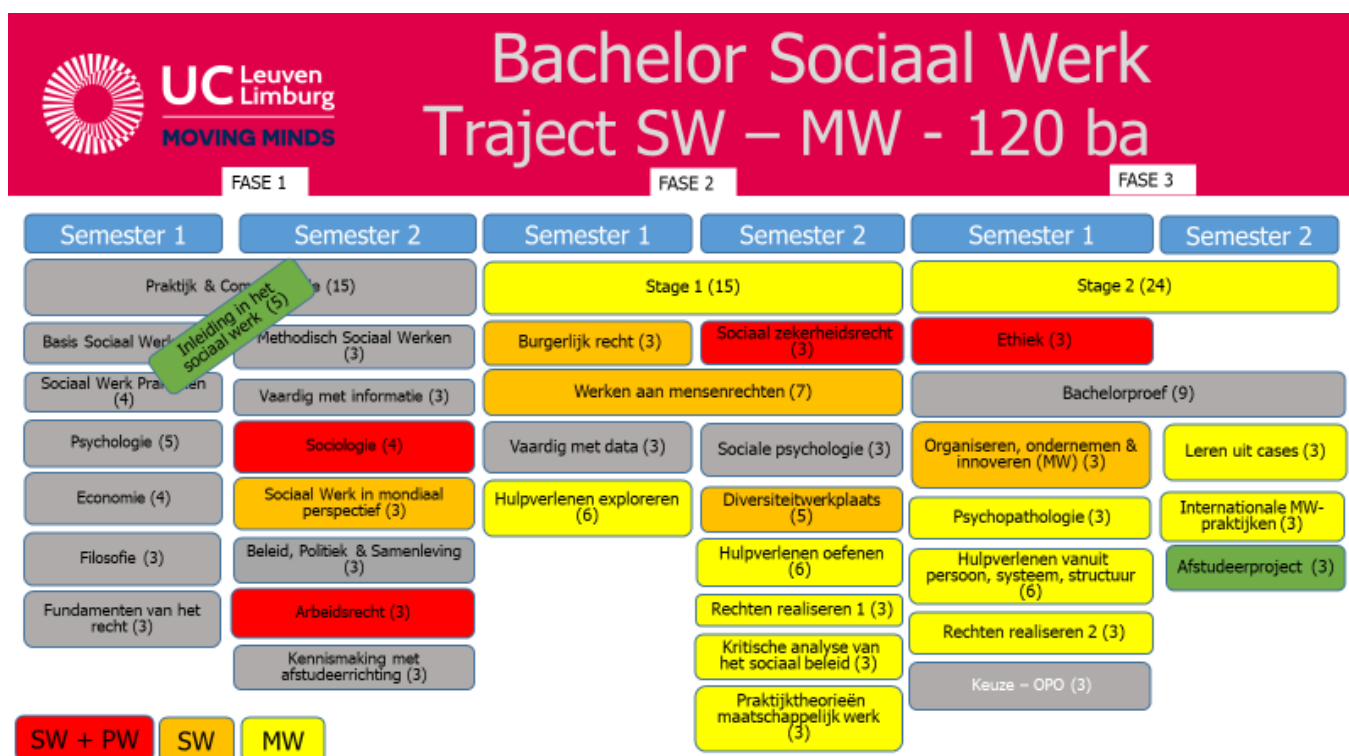 UC Leuven
Limburg
MOVING MINDS
Bachelor Sociaal Werk
Traject SW – MW - 120 ba
FASE 1
FASE 2
FASE 3
Semester 1
Semester 2
Semester 1
Semester 2
Semester 1
Semester 2
Praktijk & (15)
Stage 1 (15)
Stage 2 (24)
Inleiding in het
sociaal werk (5)
Basis Sociaal
Methodisch Sociaal Werken
(3)
Burgerlijk recht (3)
Sociaal zekerheidsrecht
(3)
Ethiek (3)
Sociaal Werk
(4)
Vaardig met informatie (3)
Werken aan mensenrechten (7)
Bachelorproef (9)
Psychologie (5)
Sociologie (4)
Vaardig met data (3)
Sociale psychologie (3)
Organiseren, ondernemen &
innoveren (MW) (3)
Leren uit cases (3)
Economie (4)
Sociaal Werk in mondiaal
perspectief (3)
Hulpverlenen exploreren
(6)
Diversiteitwerkplaats
(5)
Psychopathologie (3)
Internationale MW-
praktijken (3)
Filosofie (3)
Beleid, Politiek & Samenleving
(3)
Hulpverlenen oefenen
(6)
Hulpverlenen vanuit
persoon, systeem, structuur
(6)
Afstudeerproject (3)
Fundamenten van het
recht (3)
Arbeidsrecht (3)
Rechten realiseren 1 (3)
Rechten realiseren 2 (3)
Kennismaking met
afstudeerrichting (3)
Kritische analyse van
het sociaal beleid (3)
Keuze – OPO (3)
Praktijktheorieën
maatschappelijk werk
(3)
SW + PW
SW
MW